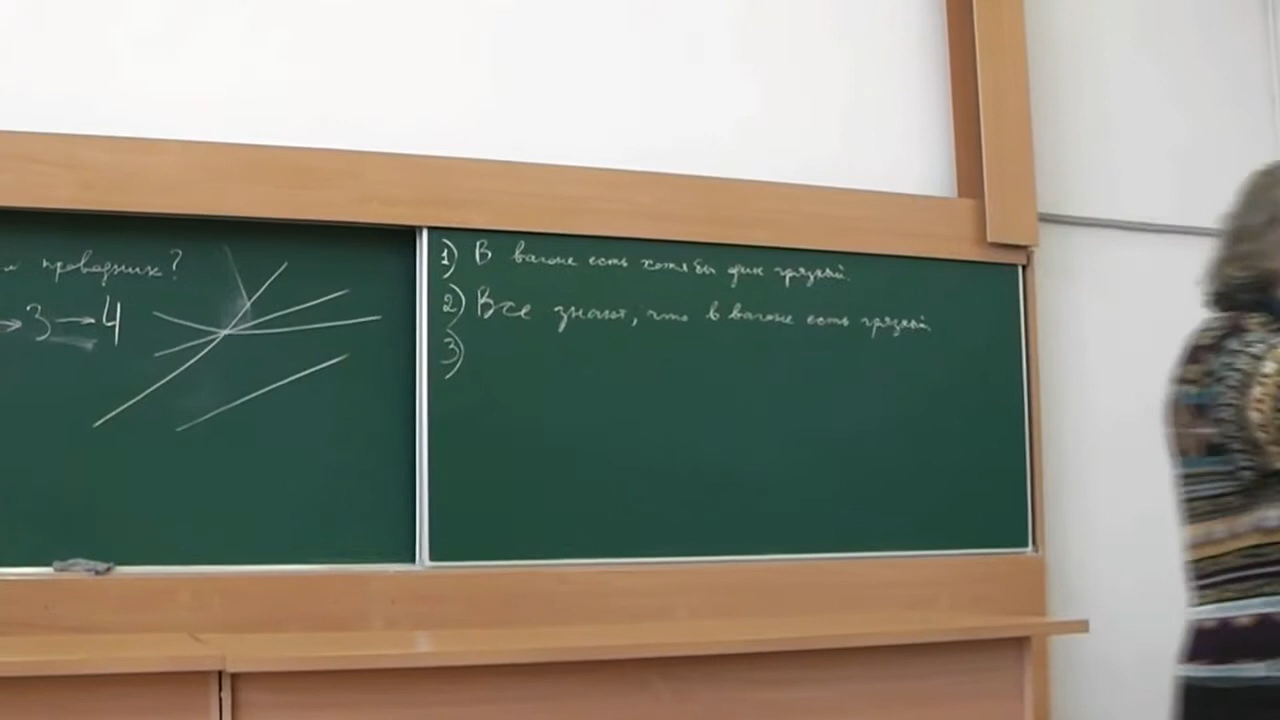 проводник?
→ 3 → 4
1) В вагоне есть хотя бы один грязный.
2) Все знают, что в вагоне есть грязный.
3)